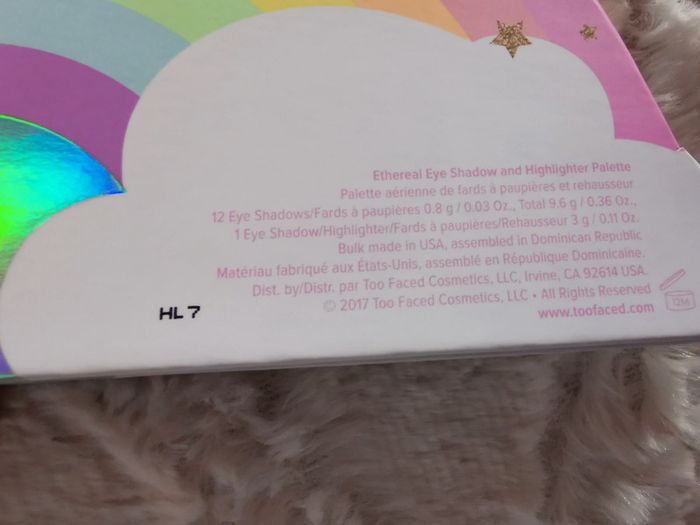 Ethereal Eye Shadow and Highlighter Palette
Palette aérienne de fards à paupières et rehausseur
12 Eye Shadows/Fards à paupières 0.8 g / 0.03 Oz., Total 9.6 g / 0.36 Oz.,
1 Eye Shadow/Highlighter/Fards à paupières/Rehausseur 3 g / 0.11 Oz.
Bulk made in USA, assembled in Dominican Republic
Matériau fabriqué aux États-Unis, assemblé en République Dominicaine.
Dist. by/Distr. par Too Faced Cosmetics, LLC, Irvine, CA 92614 USA.
© 2017 Too Faced Cosmetics, LLC • All Rights Reserved
www.toofaced.com
12M
HL 7